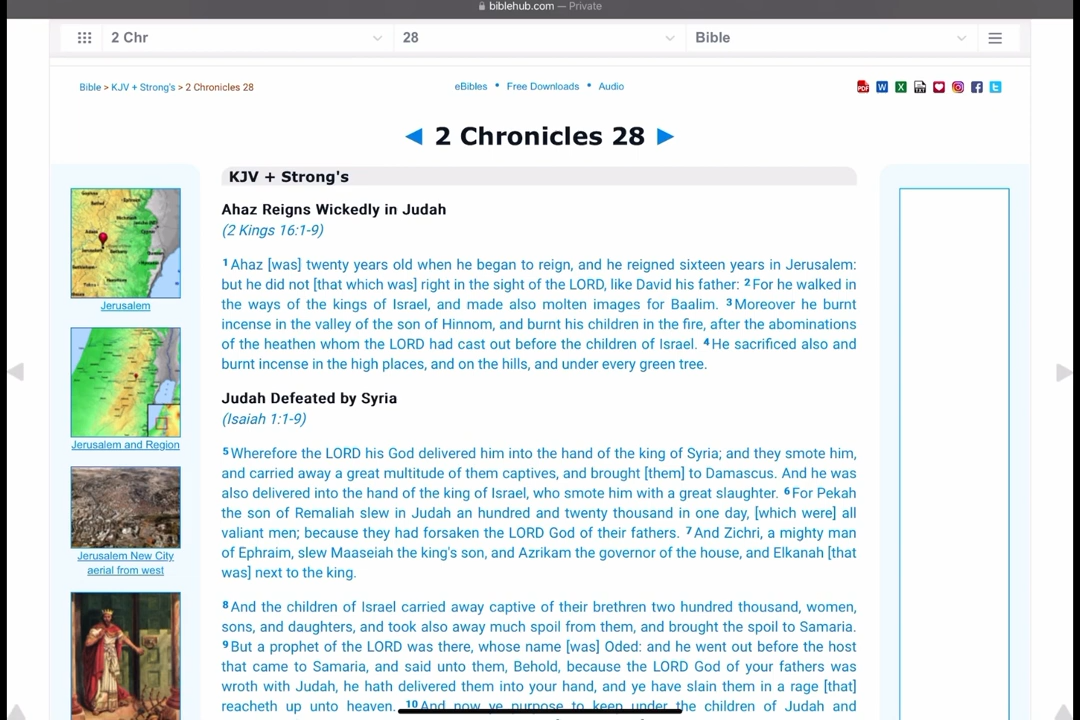 biblehub.com — Private
2 Chr 28 Bible
Bible > KJV + Strong's > 2 Chronicles 28
eBibles • Free Downloads • Audio
◄ 2 Chronicles 28 ►
KJV + Strong's
Ahaz Reigns Wickedly in Judah
(2 Kings 16:1-9)
1 Ahaz [was] twenty years old when he began to reign, and he reigned sixteen years in Jerusalem:
but he did not [that which was] right in the sight of the LORD, like David his father: 2 For he walked in
the ways of the kings of Israel, and made also molten images for Baalim. 3 Moreover he burnt
incense in the valley of the son of Hinnom, and burnt his children in the fire, after the abominations
of the heathen whom the LORD had cast out before the children of Israel. 4 He sacrificed also and
burnt incense in the high places, and on the hills, and under every green tree.
Judah Defeated by Syria
(Isaiah 1:1-9)
5 Wherefore the LORD his God delivered him into the hand of the king of Syria; and they smote him,
and carried away a great multitude of them captives, and brought [them] to Damascus. And he was
also delivered into the hand of the king of Israel, who smote him with a great slaughter. 6 For Pekah
the son of Remaliah slew in Judah an hundred and twenty thousand in one day, [which were] all
valiant men; because they had forsaken the LORD God of their fathers. 7 And Zichri, a mighty man
of Ephraim, slew Maaseiah the king's son, and Azrikam the governor of the house, and Elkanah [that
was] next to the king.
8 And the children of Israel carried away captive of their brethren two hundred thousand, women,
sons, and daughters, and took also away much spoil from them, and brought the spoil to Samaria.
9 But a prophet of the LORD was there, whose name [was] Oded: and he went out before the host
that came to Samaria, and said unto them, Behold, because the LORD God of your fathers was
wroth with Judah, he hath delivered them into your hand, and ye have slain them in a rage [that]
reacheth up unto heaven. 10 And now ye purpose to keep under the children of Judah and
Jerusalem
Jerusalem and Region
Jerusalem New City
aerial from west